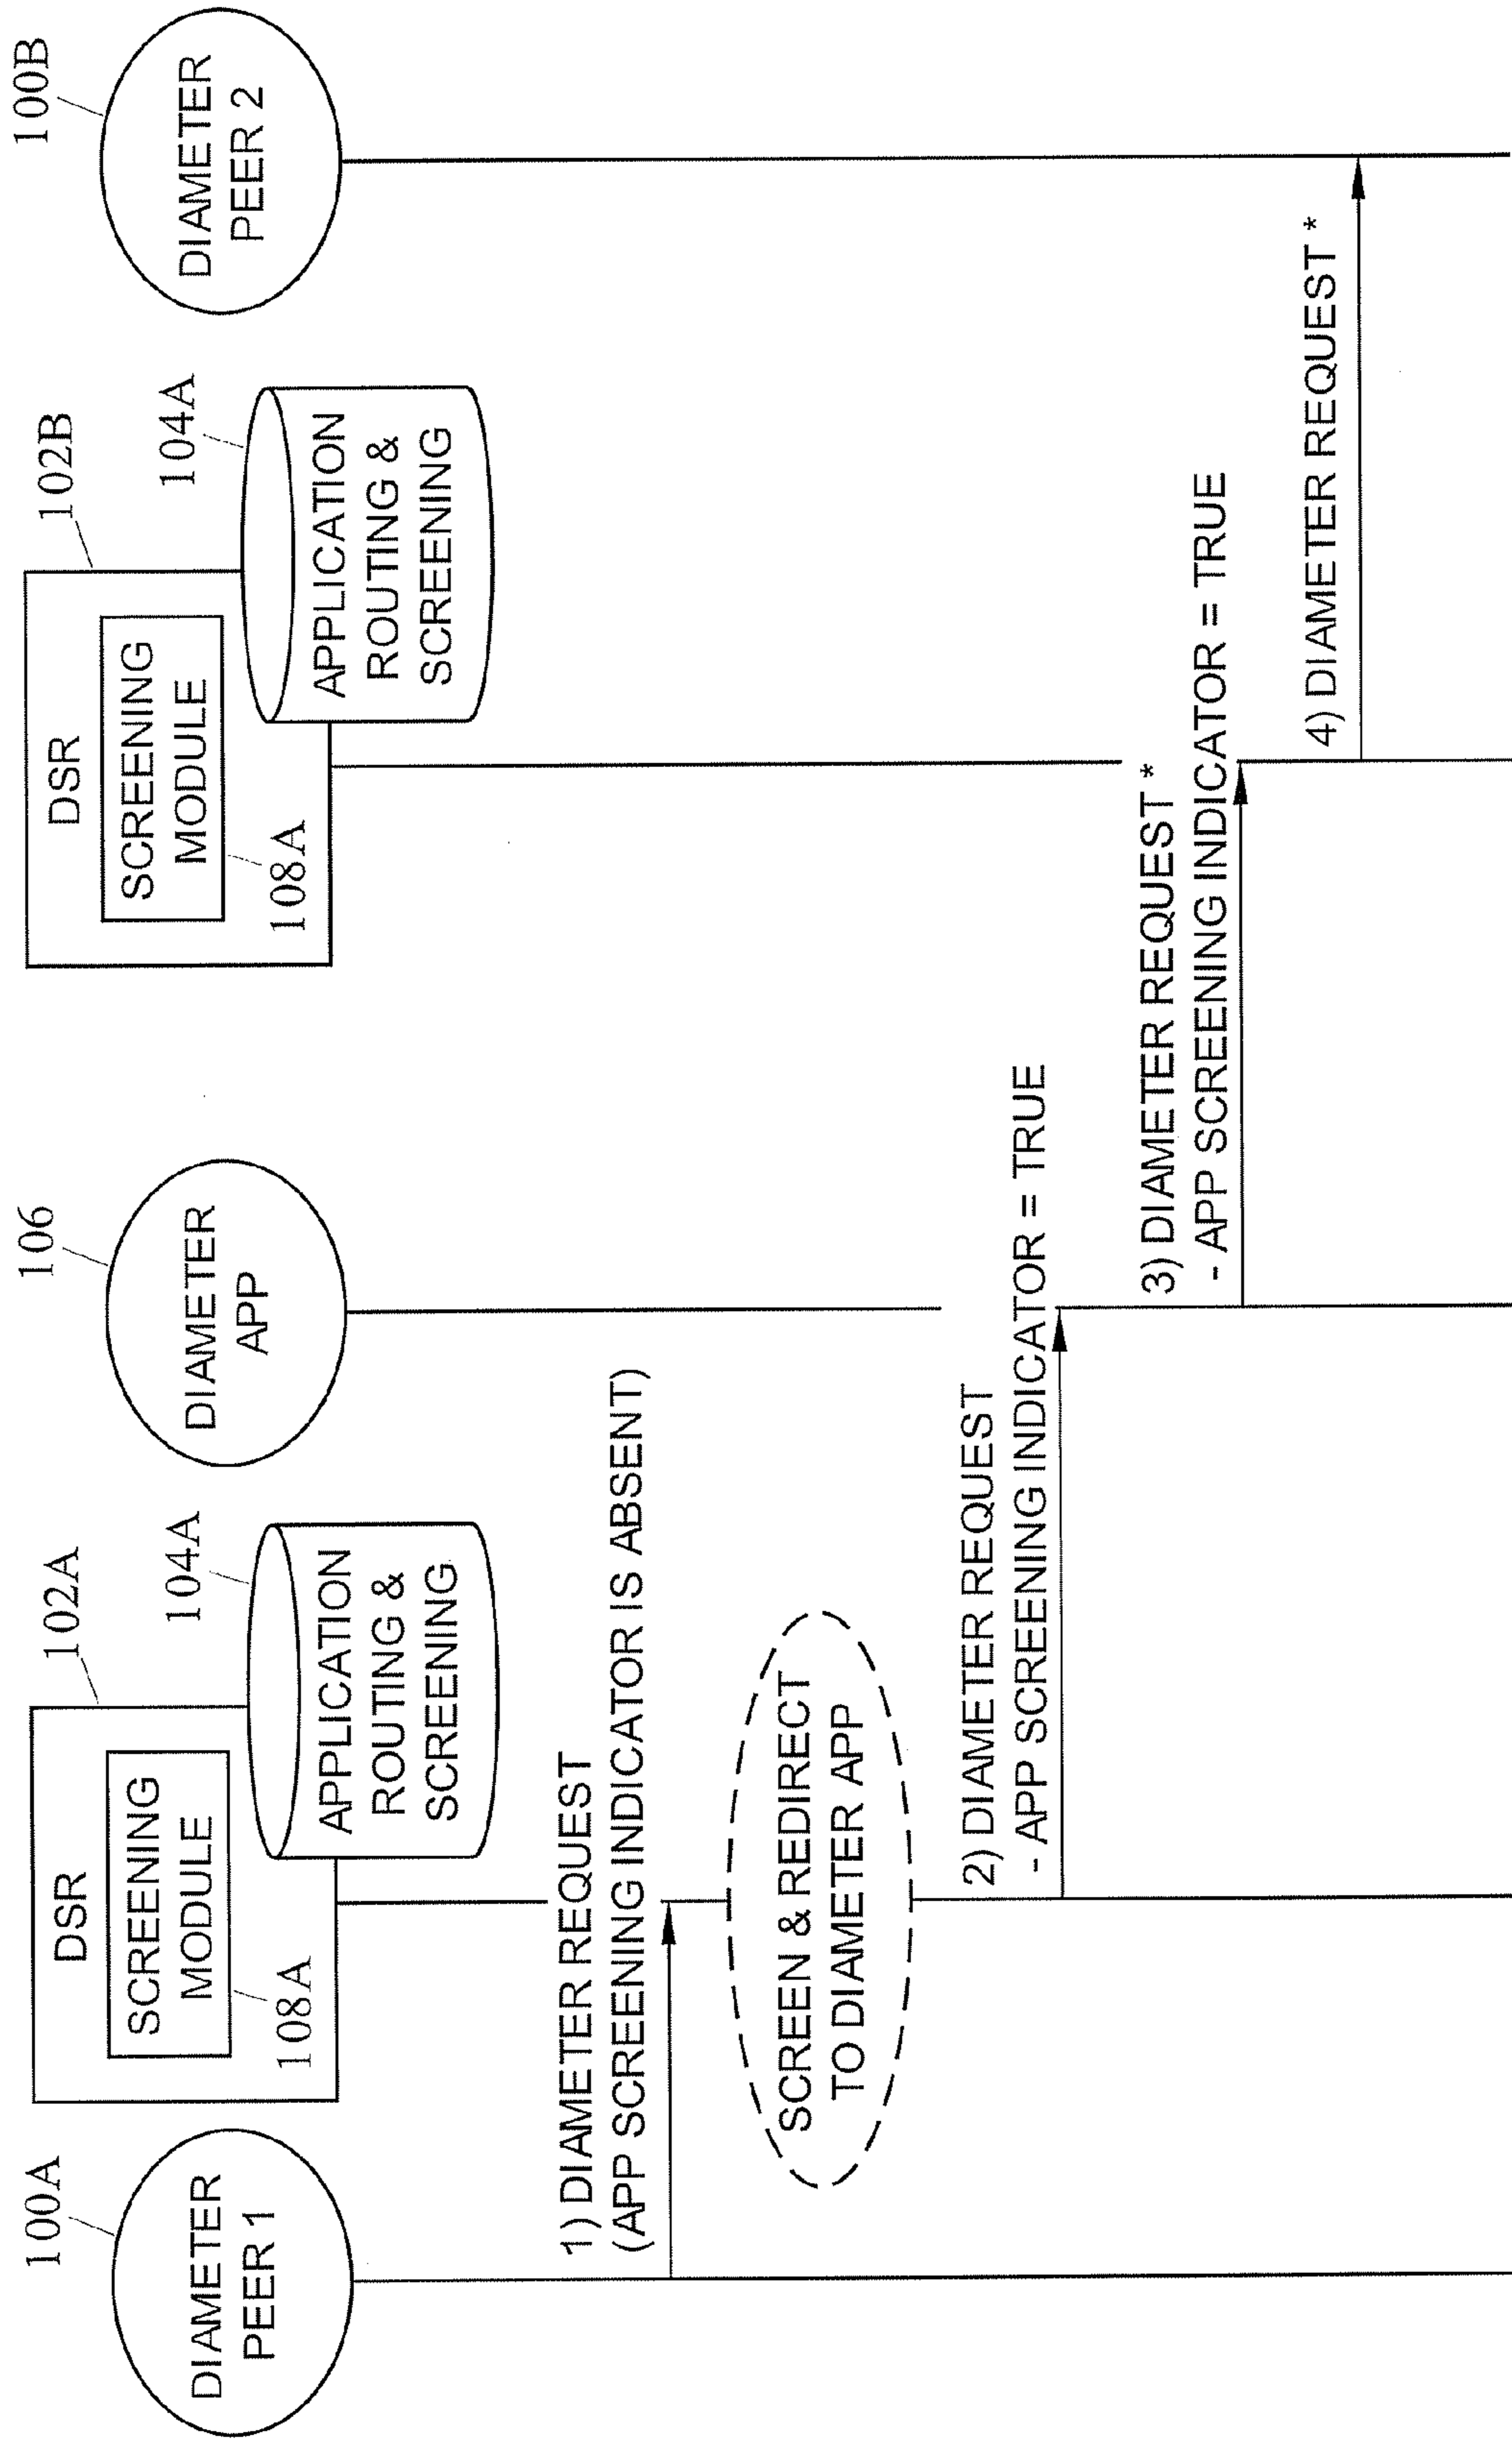 100A
DIAMETER
PEER 1
102A
DSR
SCREENING
MODULE
108A
104A
APPLICATION
ROUTING &
SCREENING
106
DIAMETER
APP
102B
DSR
SCREENING
MODULE
108A
104A
APPLICATION
ROUTING &
SCREENING
100B
DIAMETER
PEER 2
1) DIAMETER REQUEST
(APP SCREENING INDICATOR IS ABSENT)
SCREEN & REDIRECT
TO DIAMETER APP
2) DIAMETER REQUEST
- APP SCREENING INDICATOR = TRUE
3) DIAMETER REQUEST *
- APP SCREENING INDICATOR = TRUE
4) DIAMETER REQUEST *